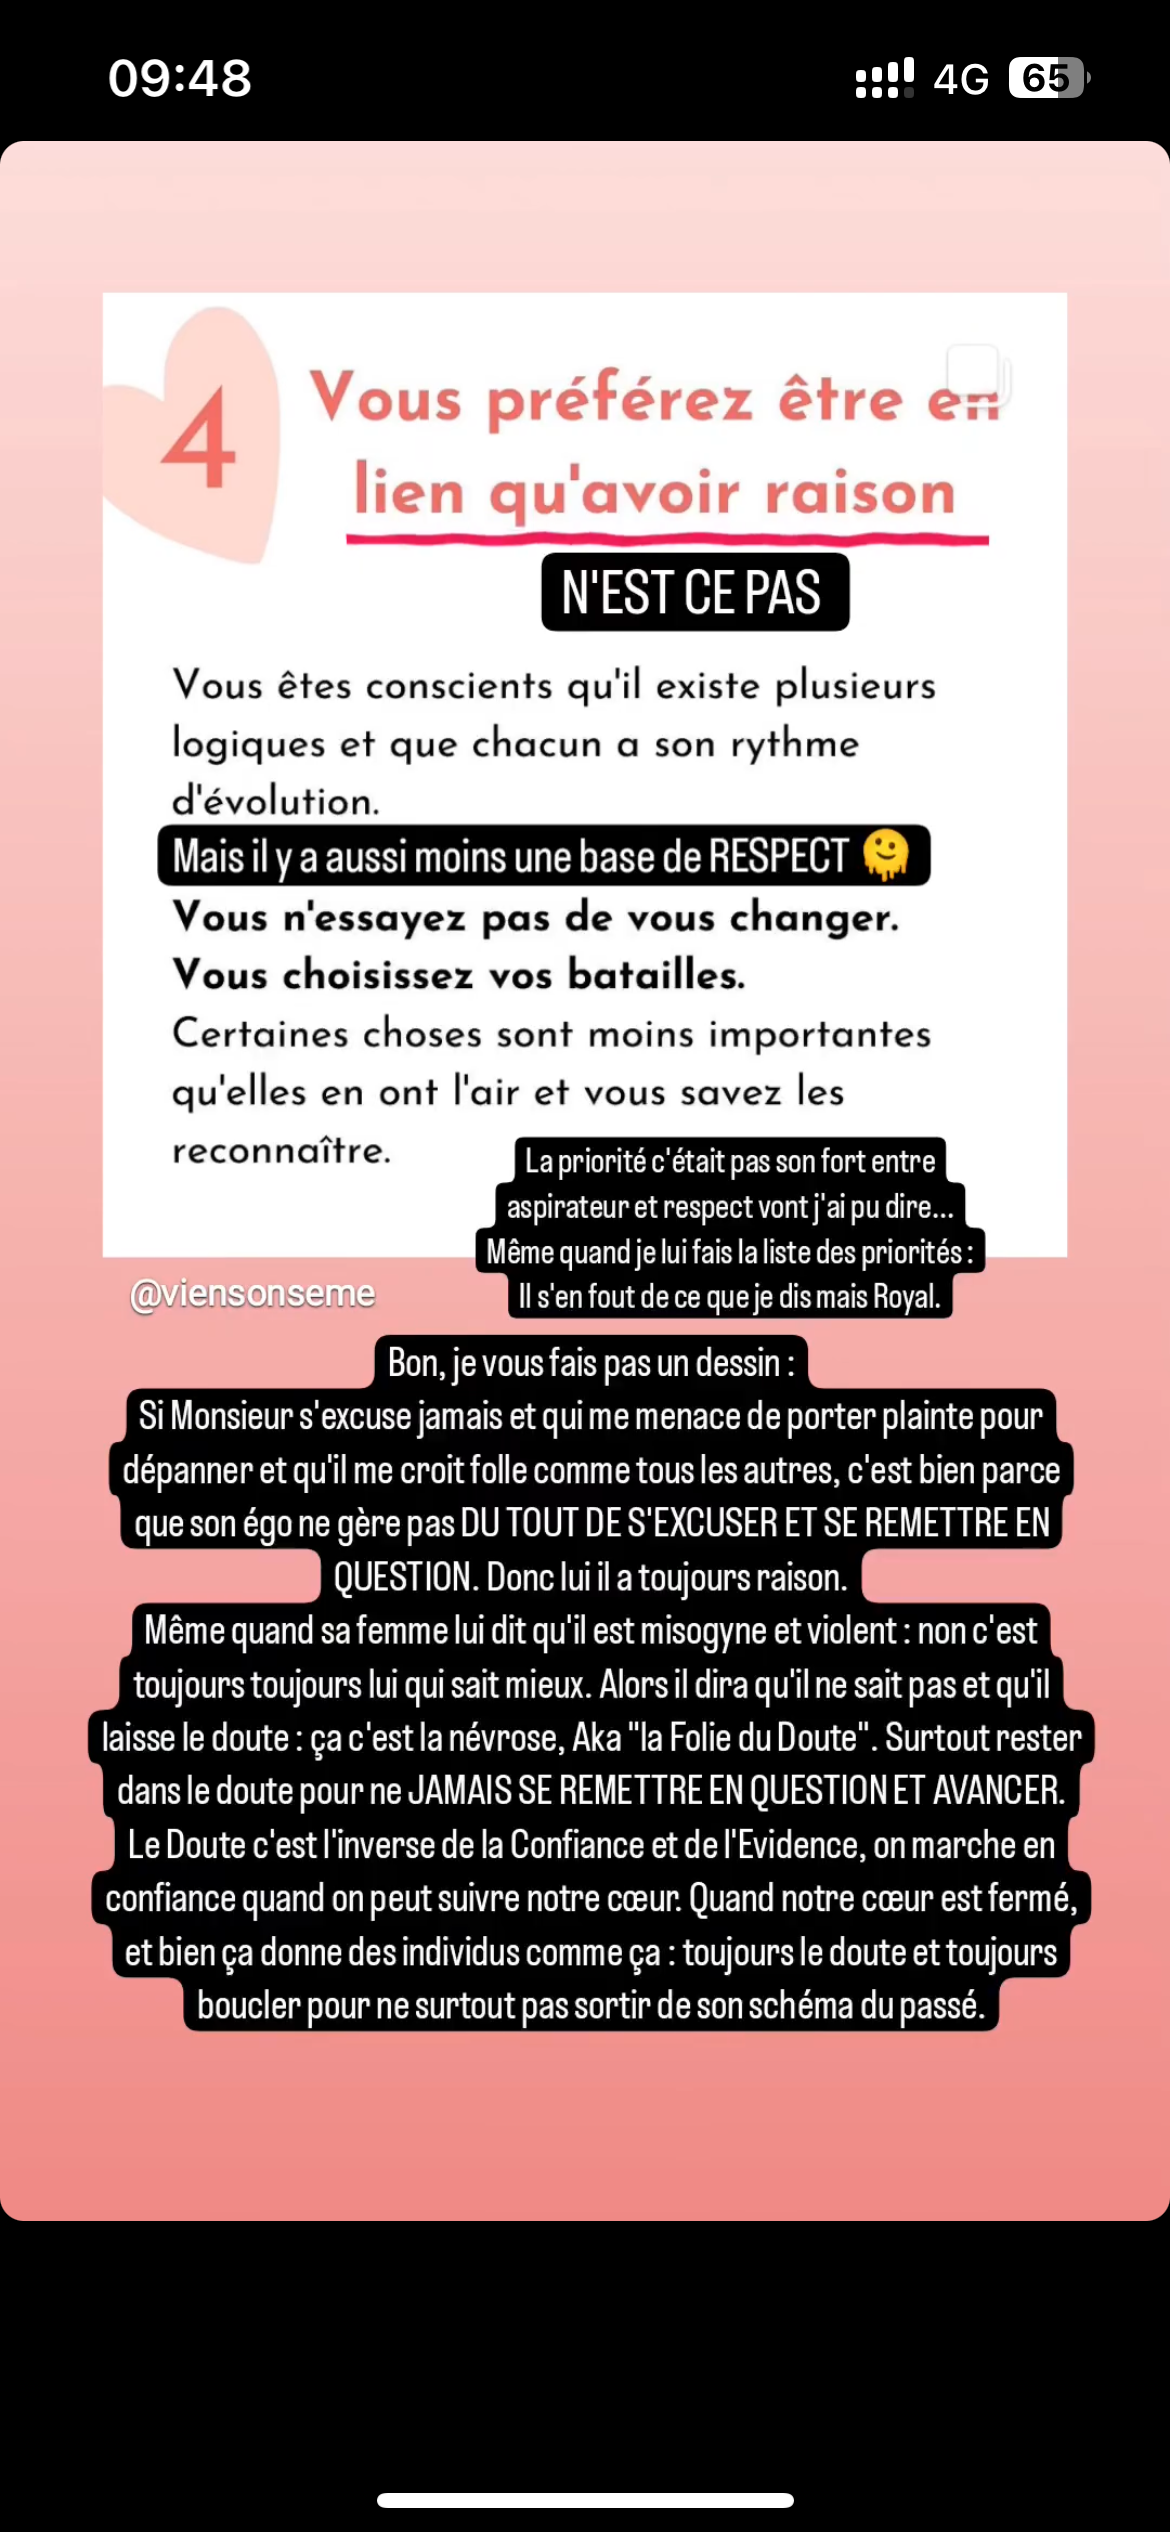 09:48
4G 65
4
Vous préférez être en
lien qu'avoir raison
N'EST CE PAS
Vous êtes conscients qu'il existe plusieurs
logiques et que chacun a son rythme
d'évolution.
Mais il y a aussi moins une base de RESPECT 🫠
Vous n'essayez pas de vous changer.
Vous choisissez vos batailles.
Certaines choses sont moins importantes
qu'elles en ont l'air et vous savez les
reconnaître.
La priorité c'était pas son fort entre
aspirateur et respect vont j'ai pu dire...
Même quand je lui fais la liste des priorités :
Il s'en fout de ce que je dis mais Royal.
@viensonseme
Bon, je vous fais pas un dessin :
Si Monsieur s'excuse jamais et qui me menace de porter plainte pour
dépanner et qu'il me croit folle comme tous les autres, c'est bien parce
que son égo ne gère pas DU TOUT DE S'EXCUSER ET SE REMETTRE EN
QUESTION. Donc lui il a toujours raison.
Même quand sa femme lui dit qu'il est misogyne et violent : non c'est
toujours toujours lui qui sait mieux. Alors il dira qu'il ne sait pas et qu'il
laisse le doute : ça c'est la névrose, Aka "la Folie du Doute". Surtout rester
dans le doute pour ne JAMAIS SE REMETTRE EN QUESTION ET AVANCER.
Le Doute c'est l'inverse de la Confiance et de l'Evidence, on marche en
confiance quand on peut suivre notre cœur. Quand notre cœur est fermé,
et bien ça donne des individus comme ça : toujours le doute et toujours
boucler pour ne surtout pas sortir de son schéma du passé.